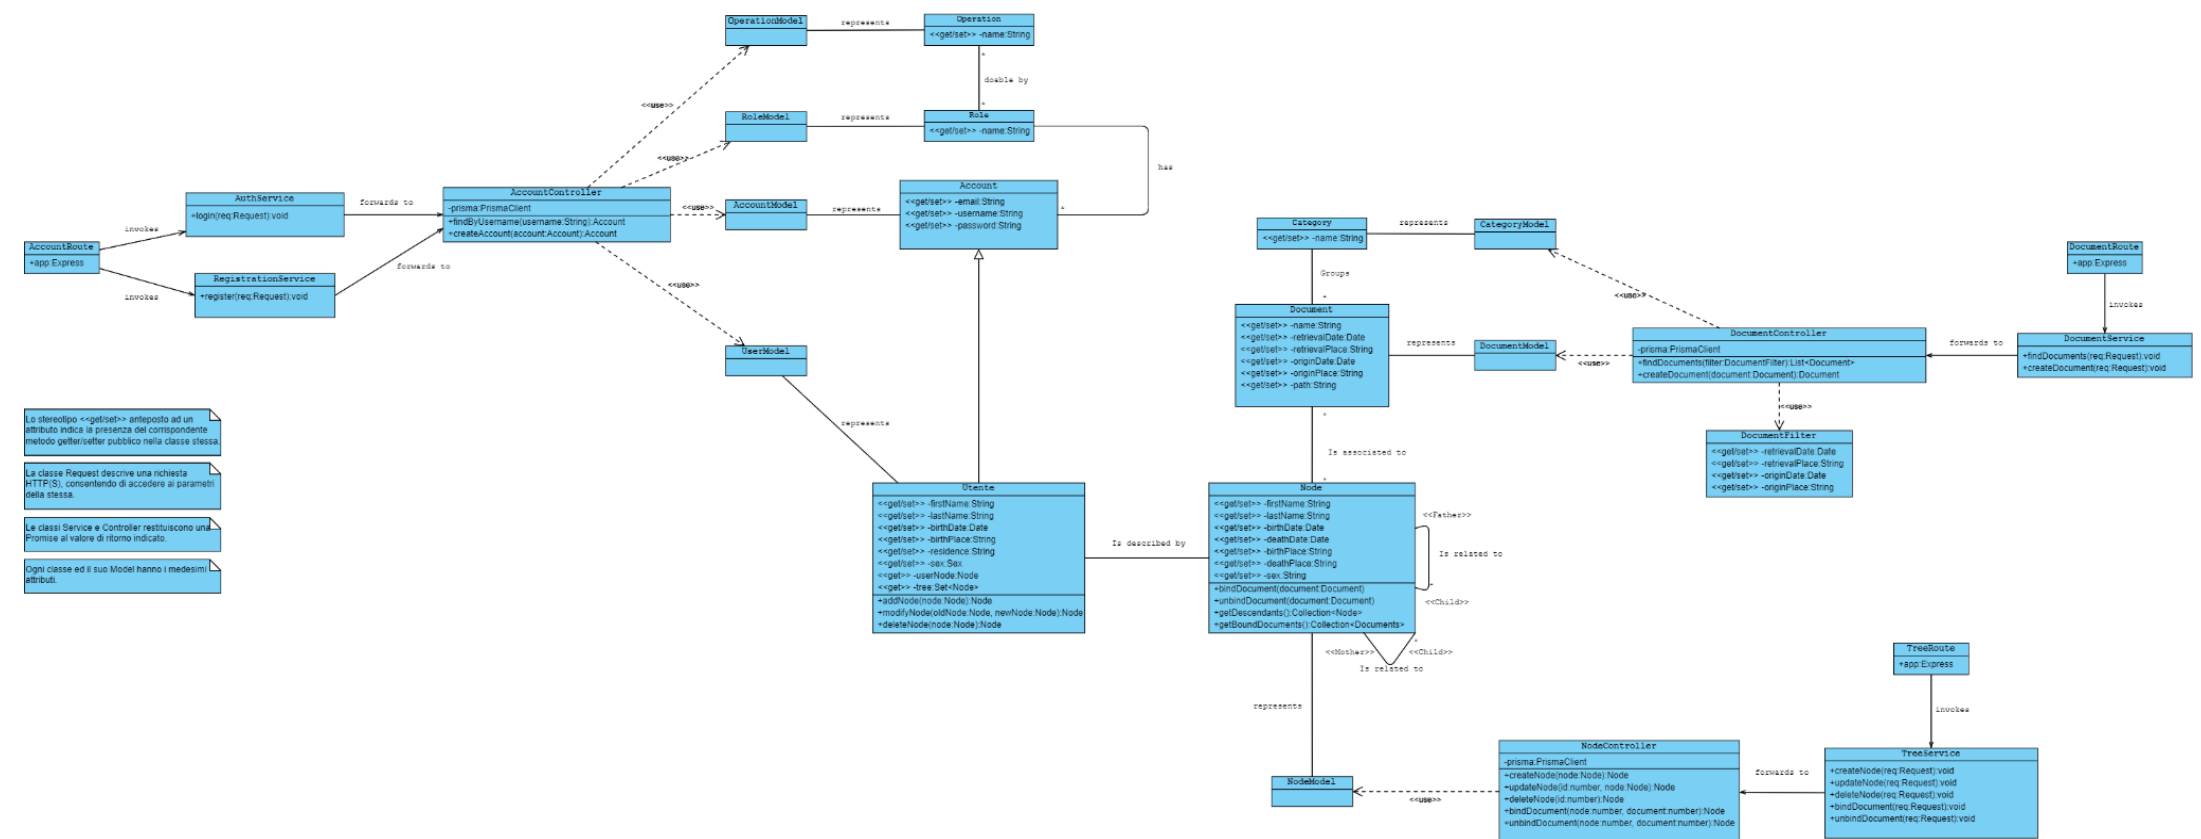 OperationModel
represents
Operation
<<get/set>> -name:String
*
doable by
*
<<use>>
RoleModel
represents
Role
<<get/set>> -name:String
<<use>>
has
*
AuthService
+login(req:Request):void
forwards to
AccountController
-prisma:PrismaClient
+findByUsername(username:String):Account
+createAccount(account:Account):Account
<<use>>
AccountModel
represents
Account
<<get/set>> -email:String
<<get/set>> -username:String
<<get/set>> -password:String
invokes
AccountRoute
+app:Express
invokes
RegistrationService
+register(req:Request):void
forwards to
<<use>>
UserModel
represents
Category
<<get/set>> -name:String
represents
CategoryModel
Groups
*
<<use>>
DocumentRoute
+app:Express
invokes
Document
<<get/set>> -name:String
<<get/set>> -retrievalDate:Date
<<get/set>> -retrievalPlace:String
<<get/set>> -originDate:Date
<<get/set>> -originPlace:String
<<get/set>> -path:String
represents
DocumentModel
<<use>>
DocumentController
-prisma:PrismaClient
+findDocuments(filter:DocumentFilter):List<Document>
+createDocument(document:Document):Document
forwards to
DocumentService
+findDocuments(req:Request):void
+createDocument(req:Request):void
<<use>>
DocumentFilter
<<get/set>> -retrievalDate:Date
<<get/set>> -retrievalPlace:String
<<get/set>> -originDate:Date
<<get/set>> -originPlace:String
*
Is associated to
*
Lo stereotipo <<get/set>> anteposto ad un
attributo indica la presenza del corrispondente
metodo getter/setter pubblico nella classe stessa.
La classe Request descrive una richiesta
HTTP(S), consentendo di accedere ai parametri
della stessa.
Le classi Service e Controller restituiscono una
Promise al valore di ritorno indicato.
Ogni classe ed il suo Model hanno i medesimi
attributi.
Utente
<<get/set>> -firstName:String
<<get/set>> -lastName:String
<<get/set>> -birthDate:Date
<<get/set>> -birthPlace:String
<<get/set>> -residence:String
<<get/set>> -sex:Sex
<<get>> -userNode:Node
<<get>> -tree:Set<Node>
+addNode(node:Node):Node
+modifyNode(oldNode:Node, newNode:Node):Node
+deleteNode(node:Node):Node
Is described by
Node
<<get/set>> -firstName:String
<<get/set>> -lastName:String
<<get/set>> -birthDate:Date
<<get/set>> -deathDate:Date
<<get/set>> -birthPlace:String
<<get/set>> -deathPlace:String
<<get/set>> -sex:String
+bindDocument(document:Document)
+unbindDocument(document:Document)
+getDescendants():Collection<Node>
+getBoundDocuments():Collection<Documents>
<<Father>>
Is related to
*
<<Child>>
*
<<Mother>>
<<Child>>
Is related to
represents
NodeModel
<<use>>
NodeController
-prisma:PrismaClient
+createNode(node:Node):Node
+updateNode(id:number, node:Node):Node
+deleteNode(id:number):Node
+bindDocument(node:number, document:number):Node
+unbindDocument(node:number, document:number):Node
forwards to
TreeRoute
+app:Express
invokes
TreeService
+createNode(req:Request):void
+updateNode(req:Request):void
+deleteNode(req:Request):void
+bindDocument(req:Request):void
+unbindDocument(req:Request):void